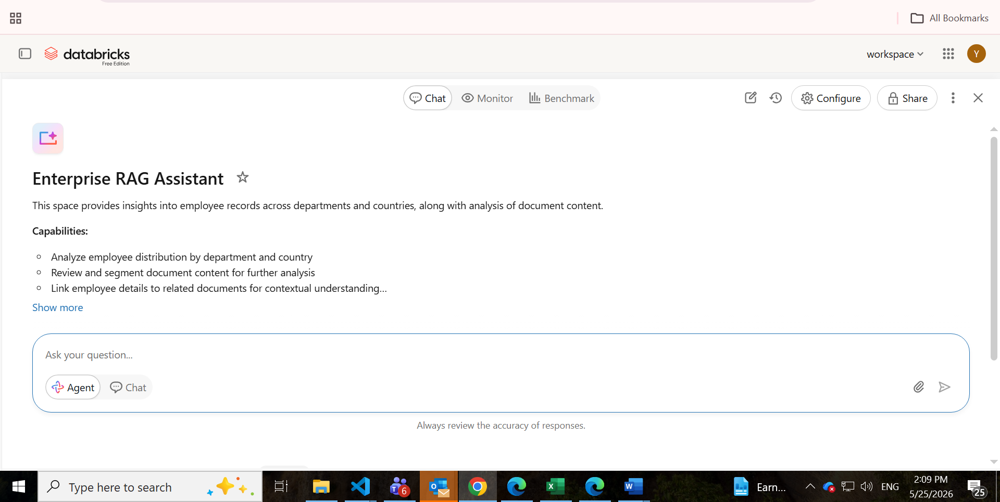 All Bookmarks
databricks
Free Edition
workspace
Y
Chat
Monitor
Benchmark
Configure
Share
Enterprise RAG Assistant
This space provides insights into employee records across departments and countries, along with analysis of document content.
Capabilities:
Analyze employee distribution by department and country
Review and segment document content for further analysis
Link employee details to related documents for contextual understanding...
Show more
Ask your question...
Agent
Chat
Always review the accuracy of responses.
Type here to search
6
Earn...
ENG
2:09 PM
5/25/2026
25